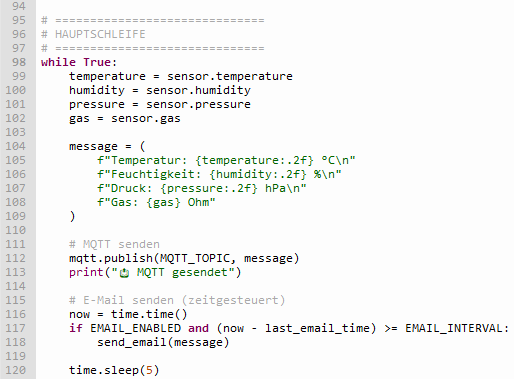 94
95 # ==============================
96 # HAUPTSCHLEIFE
97 # ==============================
98 while True:
99     temperature = sensor.temperature
100     humidity = sensor.humidity
101     pressure = sensor.pressure
102     gas = sensor.gas
103
104     message = (
105         f"Temperatur: {temperature:.2f} °C\n"
106         f"Feuchtigkeit: {humidity:.2f} %\n"
107         f"Druck: {pressure:.2f} hPa\n"
108         f"Gas: {gas} Ohm"
109     )
110
111     # MQTT senden
112     mqtt.publish(MQTT_TOPIC, message)
113     print("📤 MQTT gesendet")
114
115     # E-Mail senden (zeitgesteuert)
116     now = time.time()
117     if EMAIL_ENABLED and (now - last_email_time) >= EMAIL_INTERVAL:
118         send_email(message)
119
120     time.sleep(5)